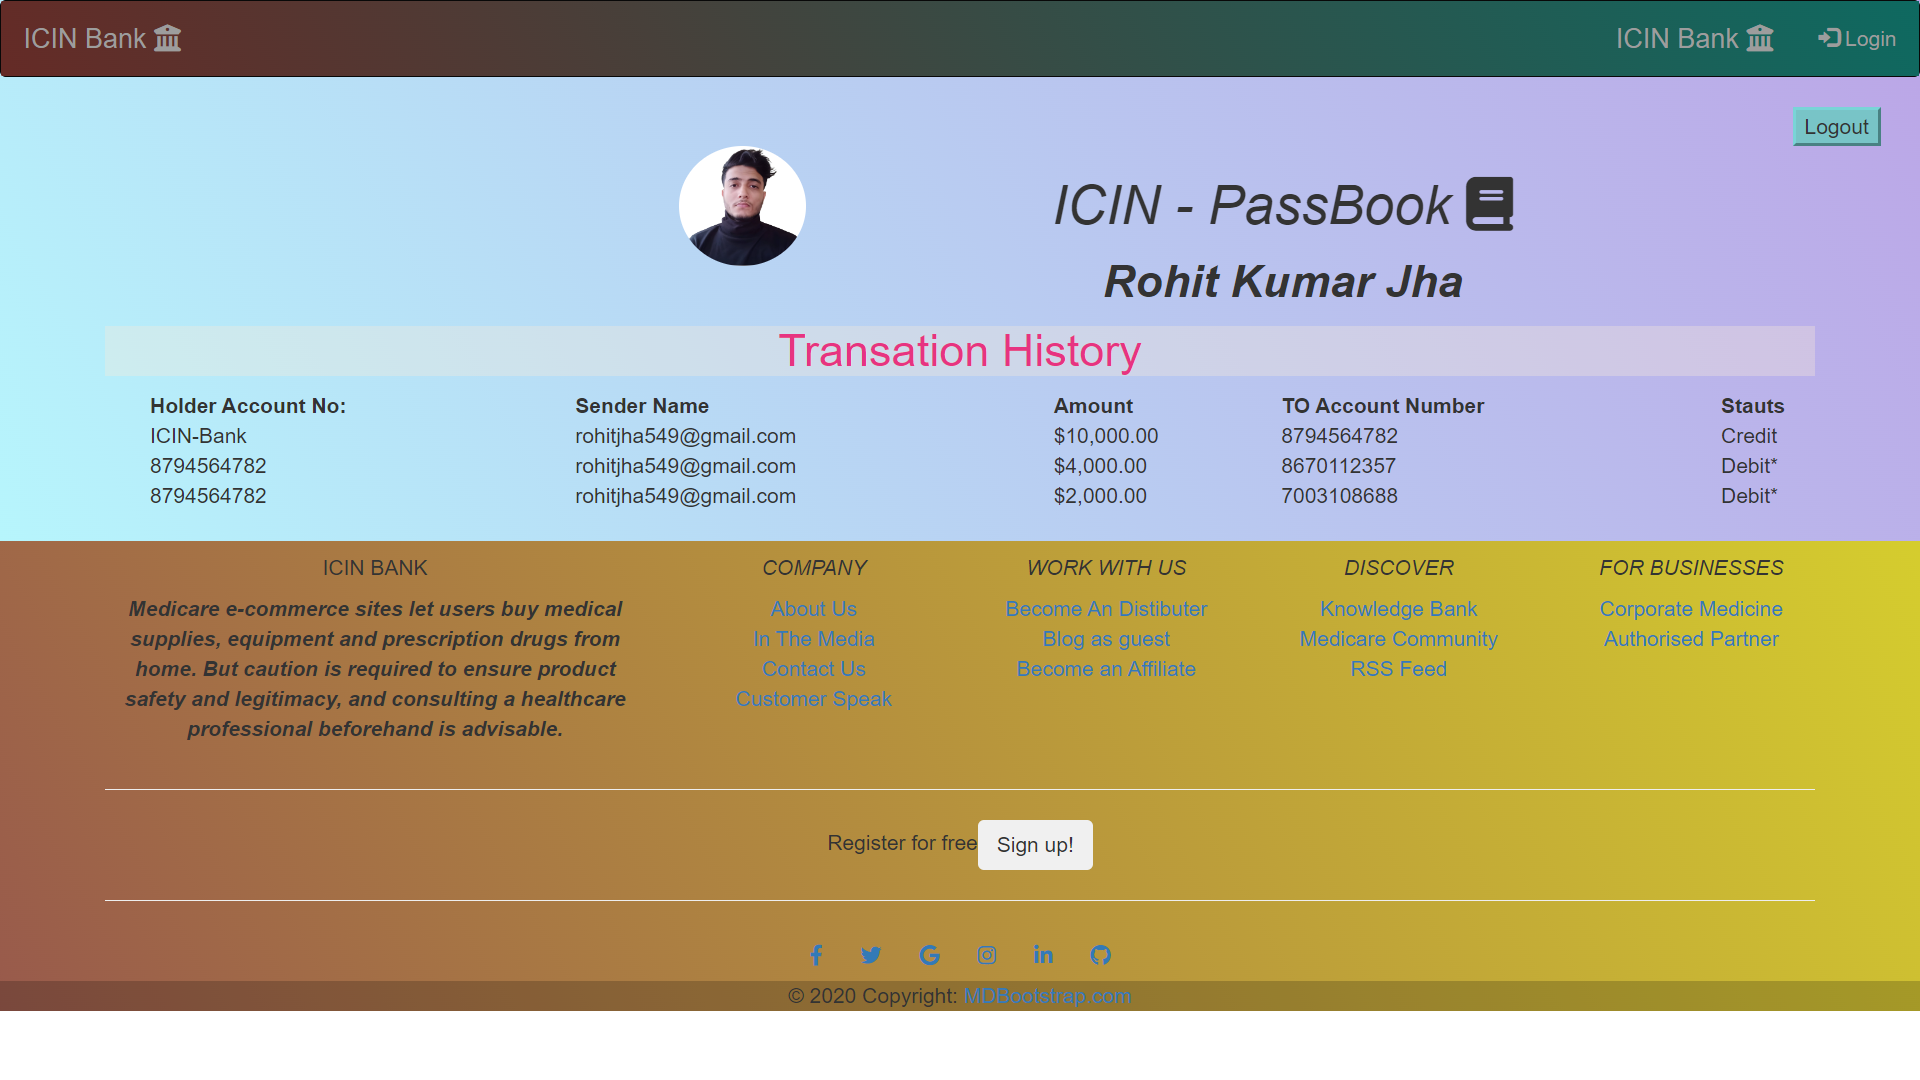 ICIN Bank
ICIN Bank
Login
Logout
ICIN - PassBook
Rohit Kumar Jha
Transation History
Holder Account No: Sender Name Amount TO Account Number Stauts
ICIN-Bank rohitjha549@gmail.com $10,000.00 8794564782 Credit
8794564782 rohitjha549@gmail.com $4,000.00 8670112357 Debit*
8794564782 rohitjha549@gmail.com $2,000.00 7003108688 Debit*
ICIN BANK
Medicare e-commerce sites let users buy medical
supplies, equipment and prescription drugs from
home. But caution is required to ensure product
safety and legitimacy, and consulting a healthcare
professional beforehand is advisable.
COMPANY
About Us
In The Media
Contact Us
Customer Speak
WORK WITH US
Become An Distibuter
Blog as guest
Become an Affiliate
DISCOVER
Knowledge Bank
Medicare Community
RSS Feed
FOR BUSINESSES
Corporate Medicine
Authorised Partner
Register for free Sign up!
© 2020 Copyright: MDBootstrap.com